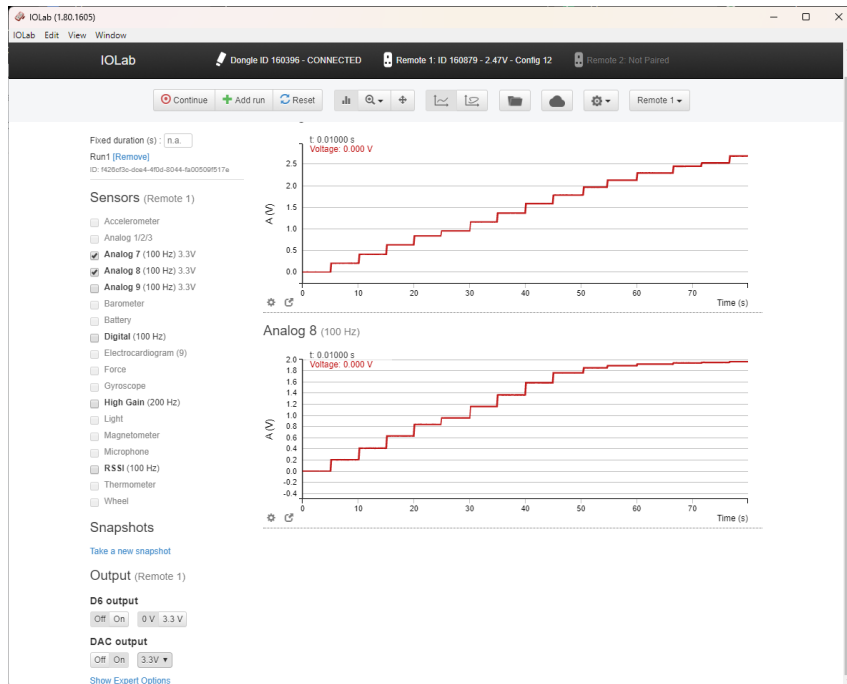 IOLab (1.80.1605)
IOLab Edit View Window
IOLab Dongle ID 160396 - CONNECTED Remote 1: ID 160879 - 2.47V - Config 12 Remote 2: Not Paired
Continue Add run Reset Remote 1
Fixed duration (s) : n.a.
Run1 [Remove]
Sensors (Remote 1)
Accelerometer
Analog 1/2/3
Analog 7 (100 Hz) 3.3V
Analog 8 (100 Hz) 3.3V
Analog 9 (100 Hz) 3.3V
Barometer
Battery
Digital (100 Hz)
Electrocardiogram (9)
Force
Gyroscope
High Gain (200 Hz)
Light
Magnetometer
Microphone
RSSI (100 Hz)
Thermometer
Wheel
Snapshots
Take a new snapshot
Output (Remote 1)
D6 output
Off On 0 V 3.3 V
DAC output
Off On 3.3V
Show Expert Options
t: 0.01000 s
Voltage: 0.000 V
2.5
2.0
1.5
1.0
0.5
0.0
A (V)
0 10 20 30 40 50 60 70
Time (s)
Analog 8 (100 Hz)
t: 0.01000 s
Voltage: 0.000 V
2.0
1.8
1.6
1.4
1.2
1.0
0.8
0.6
0.4
0.2
0.0
-0.2
-0.4
A (V)
0 10 20 30 40 50 60 70
Time (s)